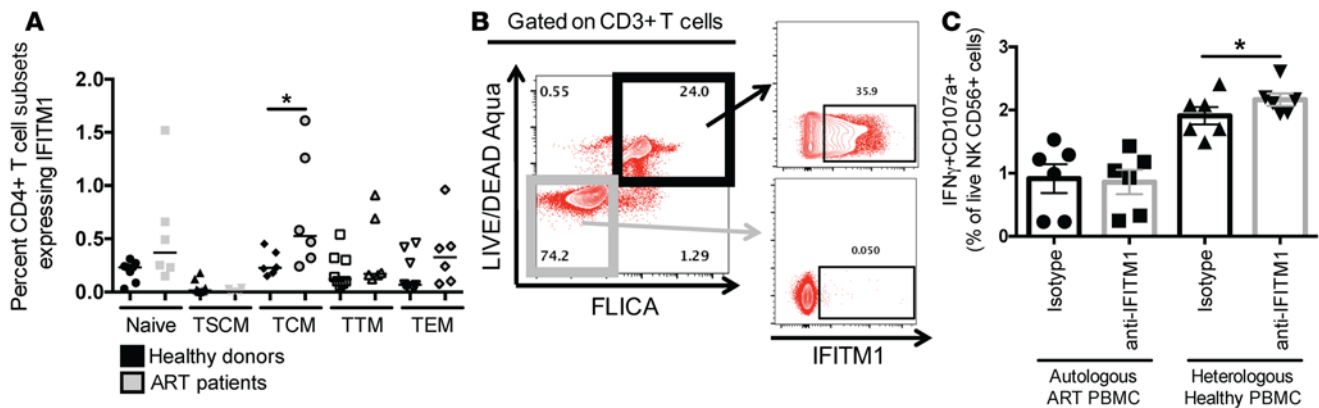 A
Percent CD4+ T cell subsets
expressing IFITM1
2.0
1.5
1.0
0.5
0.0
*
Naive TSCM TCM TTM TEM
Healthy donors
ART patients
B
Gated on CD3+ T cells
LIVE/DEAD Aqua
0.55 24.0
74.2 1.29
FLICA
35.9
0.050
IFITM1
C
IFNγ+CD107a+
(% of live NK CD56+ cells)
3
2
1
0
*
Isotype
anti-IFITM1
Isotype
anti-IFITM1
Autologous
ART PBMC
Heterologous
Healthy PBMC